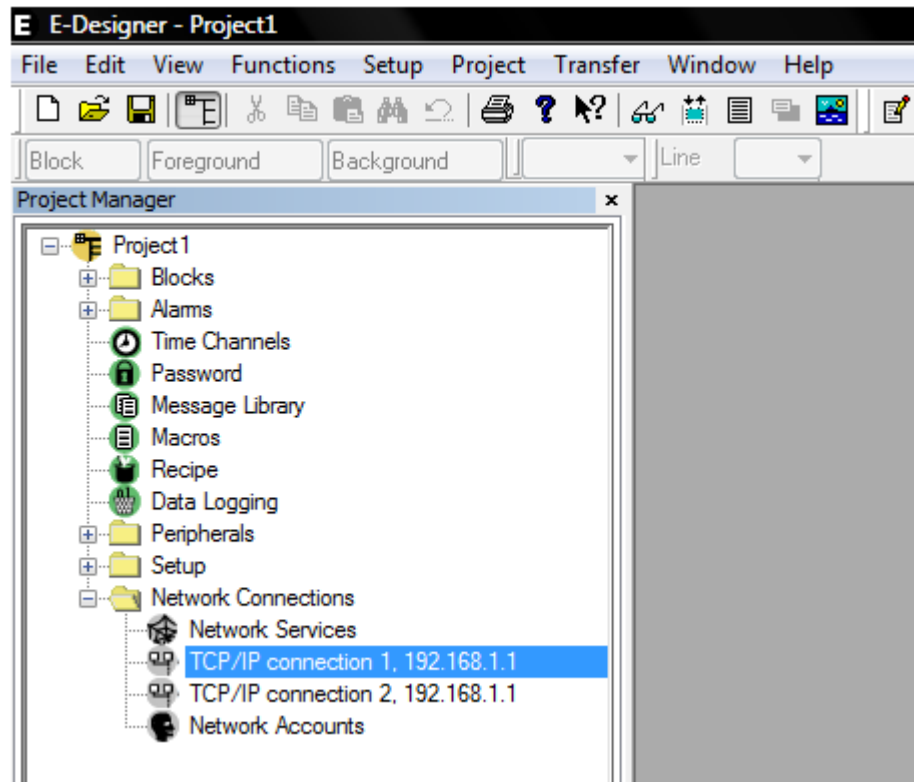 E E-Designer - Project1
File Edit View Functions Setup Project Transfer Window Help
Block Foreground Background Line
Project Manager x
Project1
Blocks
Alarms
Time Channels
Password
Message Library
Macros
Recipe
Data Logging
Peripherals
Setup
Network Connections
Network Services
TCP/IP connection 1, 192.168.1.1
TCP/IP connection 2, 192.168.1.1
Network Accounts